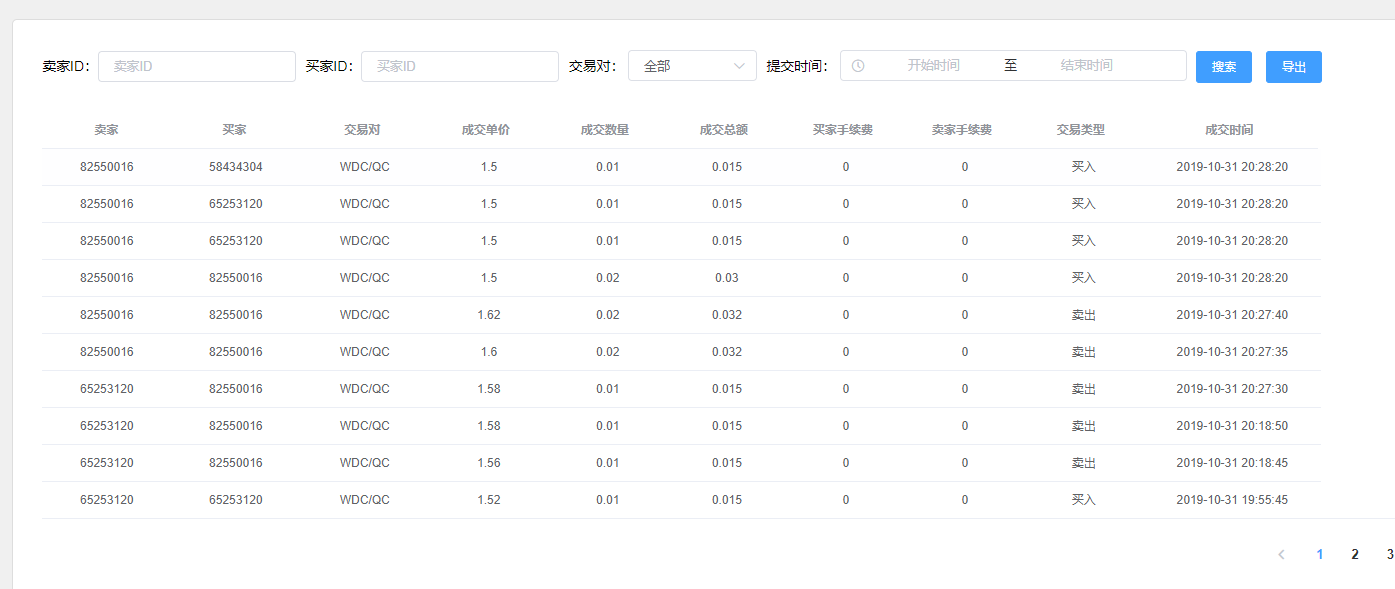 卖家ID： 卖家ID 买家ID： 买家ID 交易对： 全部 提交时间： 开始时间 至 结束时间 搜索 导出
卖家 买家 交易对 成交单价 成交数量 成交总额 买家手续费 卖家手续费 交易类型 成交时间
82550016 58434304 WDC/QC 1.5 0.01 0.015 0 0 买入 2019-10-31 20:28:20
82550016 65253120 WDC/QC 1.5 0.01 0.015 0 0 买入 2019-10-31 20:28:20
82550016 65253120 WDC/QC 1.5 0.01 0.015 0 0 买入 2019-10-31 20:28:20
82550016 82550016 WDC/QC 1.5 0.02 0.03 0 0 买入 2019-10-31 20:28:20
82550016 82550016 WDC/QC 1.62 0.02 0.032 0 0 卖出 2019-10-31 20:27:40
82550016 82550016 WDC/QC 1.6 0.02 0.032 0 0 卖出 2019-10-31 20:27:35
65253120 82550016 WDC/QC 1.58 0.01 0.015 0 0 卖出 2019-10-31 20:27:30
65253120 82550016 WDC/QC 1.58 0.01 0.015 0 0 卖出 2019-10-31 20:18:50
65253120 82550016 WDC/QC 1.56 0.01 0.015 0 0 卖出 2019-10-31 20:18:45
65253120 65253120 WDC/QC 1.52 0.01 0.015 0 0 买入 2019-10-31 19:55:45
1 2 3